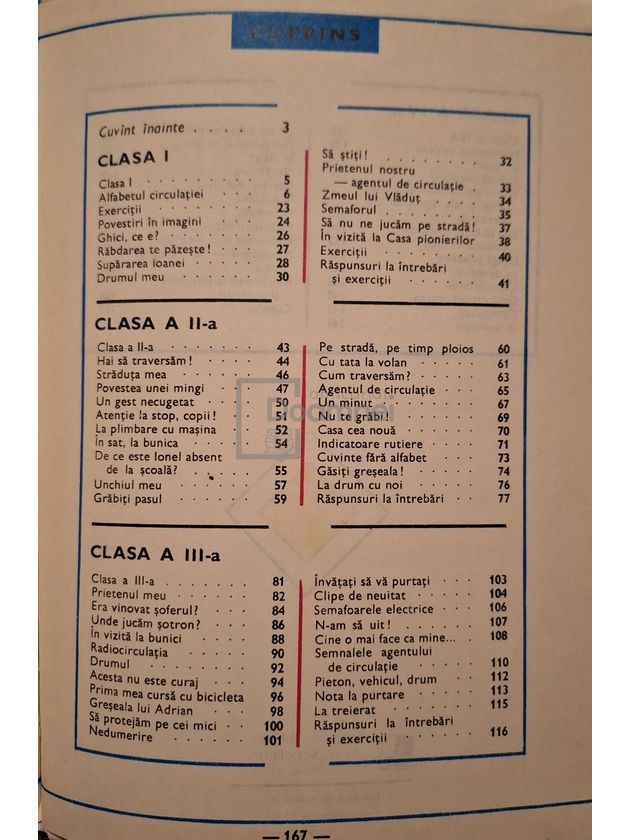 CUPRINS
Cuvînt înainte . . . . . 3
CLASA I
Clasa I . . . . . . . . 5
Alfabetul circulației . . . . 6
Exerciții . . . . . . . 23
Povestiri în imagini . . . . 24
Ghici, ce e? . . . . . . 26
Răbdarea te păzește! . . . 27
Supărarea Ioanei . . . . 28
Drumul meu . . . . . . 30
Să știți! . . . . . . . 32
Prietenul nostru
— agentul de circulație . 33
Zmeul lui Vlăduț . . . . 34
Semaforul . . . . . . . 35
Să nu ne jucăm pe stradă! 37
În vizită la Casa pionierilor 38
Exerciții . . . . . . . 40
Răspunsuri la întrebări
și exerciții . . . . . 41
CLASA A II-a
Clasa a II-a . . . . . . 43
Hai să traversăm! . . . . 44
Străduța mea . . . . . 46
Povestea unei mingi . . . 47
Un gest necugetat . . . . 50
Atenție la stop, copii! . . 51
La plimbare cu mașina . . 52
În sat, la bunica . . . . 54
De ce este Ionel absent
de la școală? . . . . . 55
Unchiul meu . . . . . . 57
Grăbiți pasul . . . . . 59
Pe stradă, pe timp ploios 60
Cu tata la volan . . . . 61
Cum traversăm? . . . . 63
Agentul de circulație . . 65
Un minut . . . . . . . 67
Nu te grăbi! . . . . . . 69
Casa cea nouă . . . . . 70
Indicatoare rutiere . . . 71
Cuvinte fără alfabet . . 73
Găsiți greșeala! . . . . 74
La drum cu noi . . . . 76
Răspunsuri la întrebări . . 77
CLASA A III-a
Clasa a III-a . . . . . . 81
Prietenul meu . . . . . 82
Era vinovat șoferul? . . . 84
Unde jucăm șotron? . . . 86
În vizită la bunici . . . 88
Radiocirculația . . . . . 90
Drumul . . . . . . . 92
Acesta nu este curaj . . . 94
Prima mea cursă cu bicicleta 96
Greșeala lui Adrian . . . 98
Să protejăm pe cei mici . . 100
Nedumerire . . . . . . 101
Învățați să vă purtați . . . 103
Clipe de neuitat . . . . 104
Semafoarele electrice . . . 106
N-am să uit! . . . . . 107
Cine o mai face ca mine... . 108
Semnalele agentului
de circulație . . . . . 110
Pieton, vehicul, drum . . 112
Nota la purtare . . . . 113
La treierat . . . . . . 115
Răspunsuri la întrebări
și exerciții . . . . . 116
— 167 —